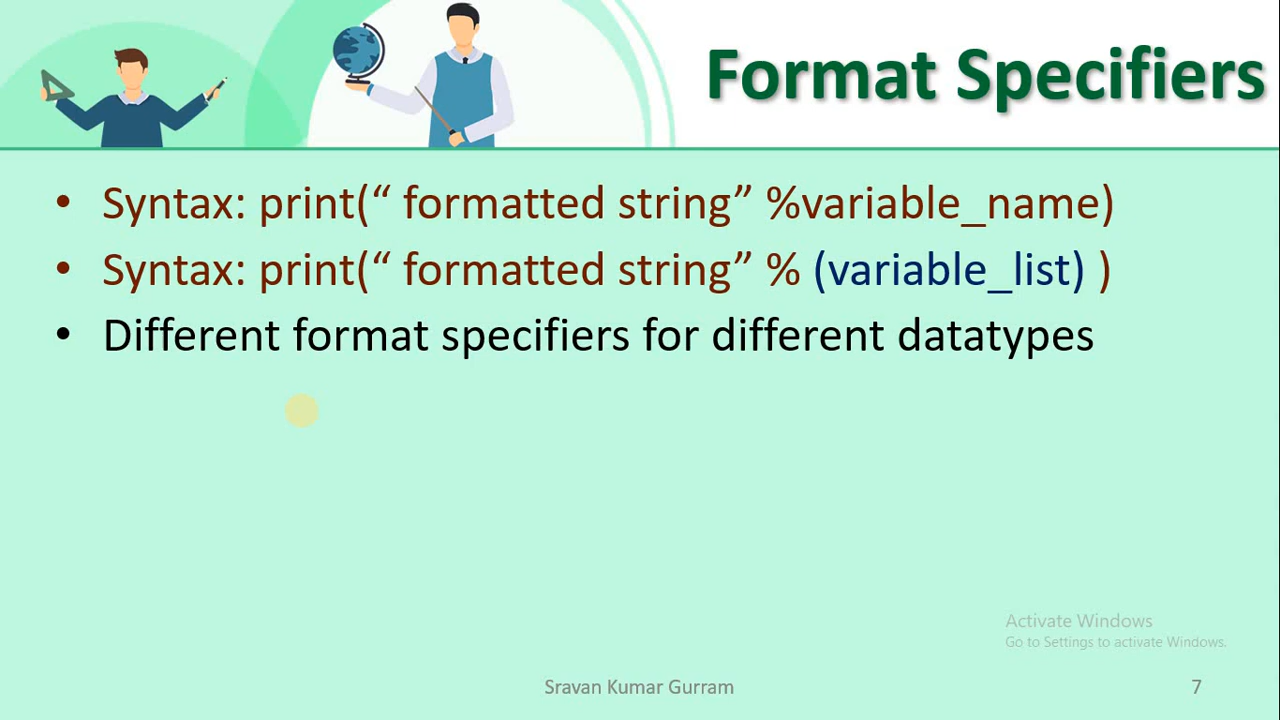 Format Specifiers
• Syntax: print(“ formatted string” %variable_name)
• Syntax: print(“ formatted string” % (variable_list) )
• Different format specifiers for different datatypes
Activate Windows
Go to Settings to activate Windows.
Sravan Kumar Gurram
7